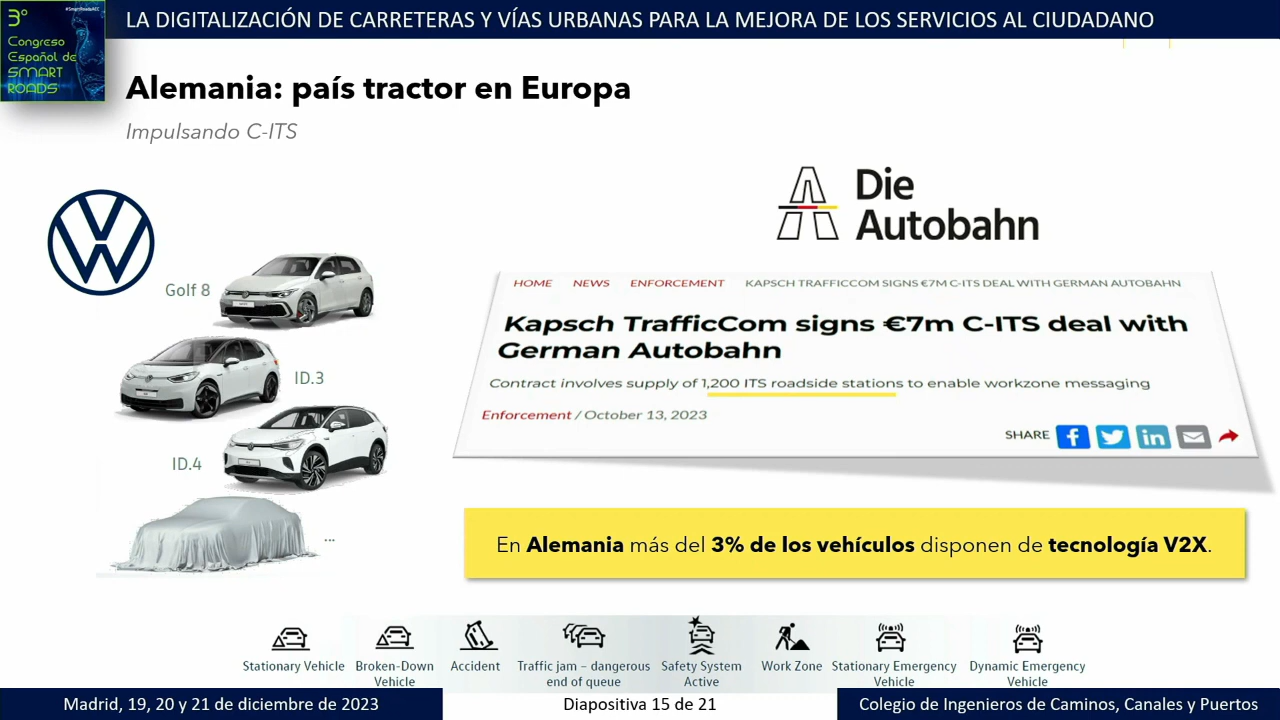 #SmartRoadsAEC
3º
Congreso
Español de
SMART
ROADS
LA DIGITALIZACIÓN DE CARRETERAS Y VÍAS URBANAS PARA LA MEJORA DE LOS SERVICIOS AL CIUDADANO
Alemania: país tractor en Europa
Impulsando C-ITS
Golf 8
ID.3
ID.4
...
Die
Autobahn
HOME NEWS ENFORCEMENT KAPSCH TRAFFICCOM SIGNS €7M C-ITS DEAL WITH GERMAN AUTOBAHN
Kapsch TrafficCom signs €7m C-ITS deal with
German Autobahn
Contract involves supply of 1,200 ITS roadside stations to enable workzone messaging
Enforcement / October 13, 2023
SHARE
En Alemania más del 3% de los vehículos disponen de tecnología V2X.
Stationary Vehicle
Broken-Down
Vehicle
Accident
Traffic jam – dangerous
end of queue
Safety System
Active
Work Zone
Stationary Emergency
Vehicle
Dynamic Emergency
Vehicle
Madrid, 19, 20 y 21 de diciembre de 2023
Diapositiva 15 de 21
Colegio de Ingenieros de Caminos, Canales y Puertos